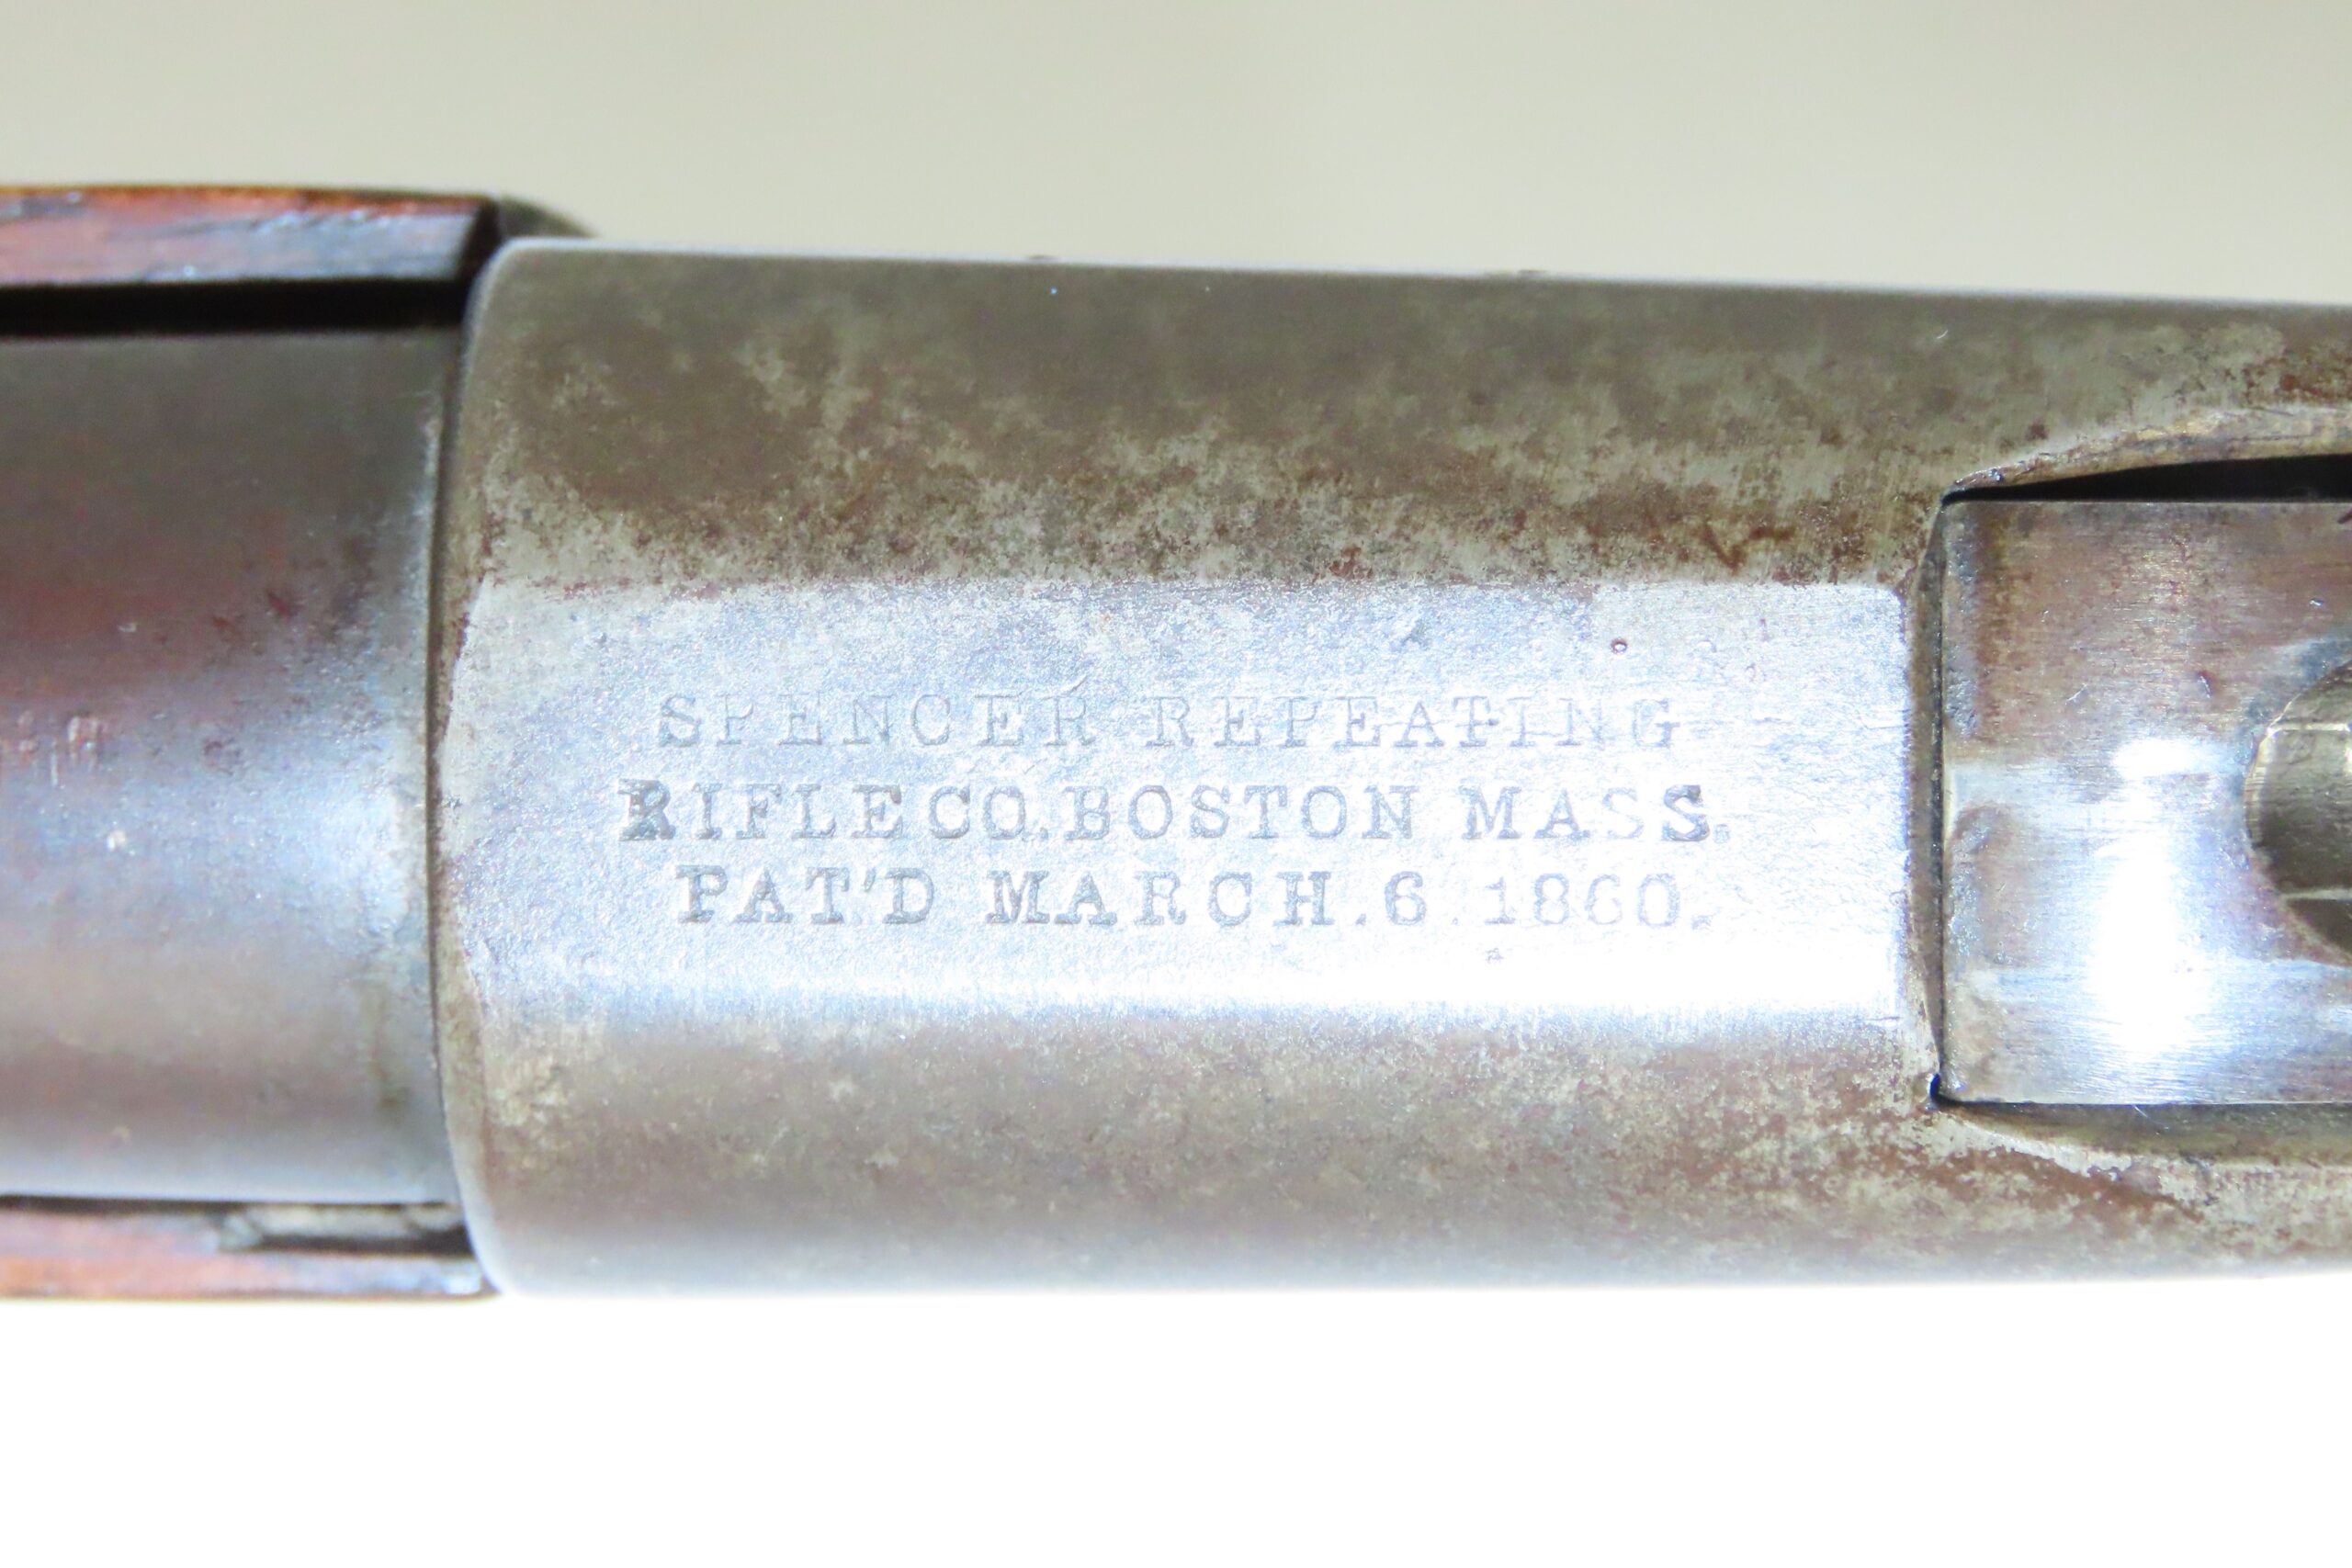 SPENCER REPEATING
RIFLE CO. BOSTON MASS.
PAT'D MARCH. 6. 1860.